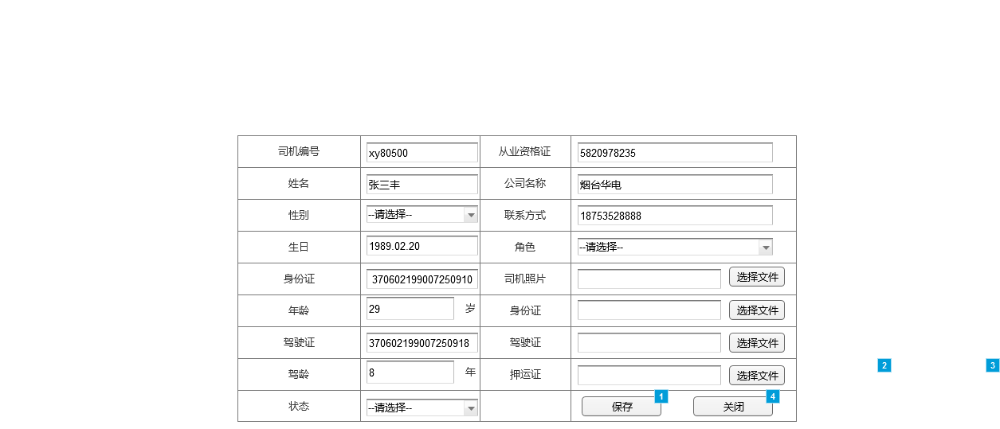 司机编号 xy80500 从业资格证 5820978235
姓名 张三丰 公司名称 烟台华电
性别 --请选择-- 联系方式 18753528888
生日 1989.02.20 角色 --请选择--
身份证 370602199007250910 司机照片 选择文件
年龄 29 岁 身份证 选择文件
驾驶证 370602199007250918 驾驶证 选择文件
驾龄 8 年 押运证 选择文件 2 3
状态 --请选择-- 保存 1 关闭 4